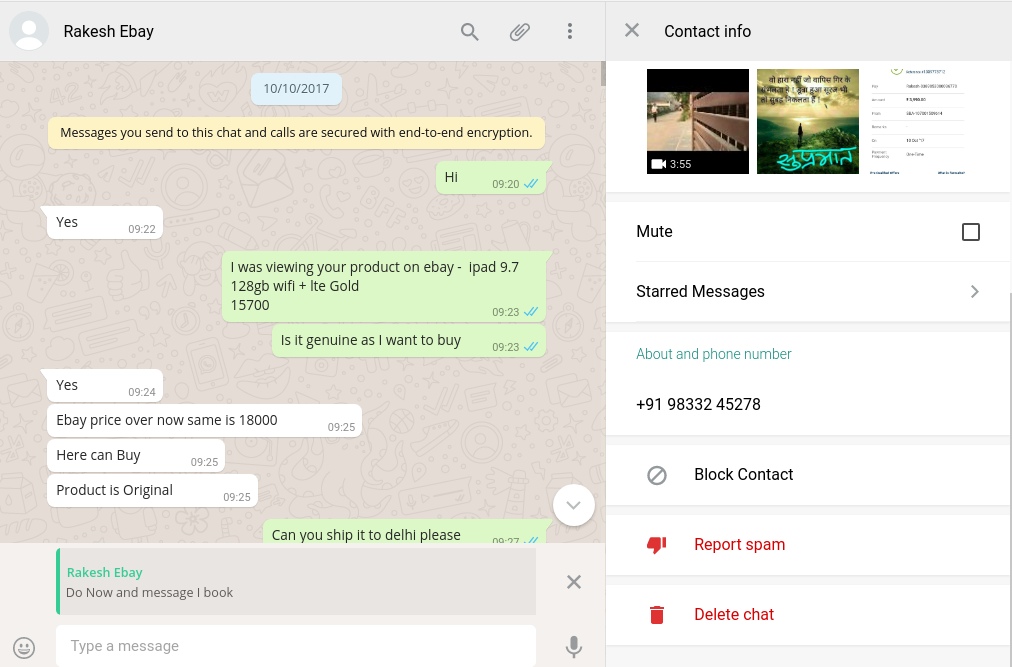 Rakesh Ebay
10/10/2017
Messages you send to this chat and calls are secured with end-to-end encryption.
Hi
09:20
Yes
09:22
I was viewing your product on ebay - ipad 9.7
128gb wifi + lte Gold
15700
09:23
Is it genuine as I want to buy
09:23
Yes
09:24
Ebay price over now same is 18000
09:25
Here can Buy
09:25
Product is Original
09:25
Can you ship it to delhi please
09:27
Rakesh Ebay
Do Now and message I book
Type a message
Contact info
3:55
वो हारा नहीं जो वापिस गिर के
संभलता है ! डूबा हुआ सूरज भी
तो सुबह निकलता हैं !
सुप्रभात
One-Time
Mute
Starred Messages
About and phone number
+91 98332 45278
Block Contact
Report spam
Delete chat